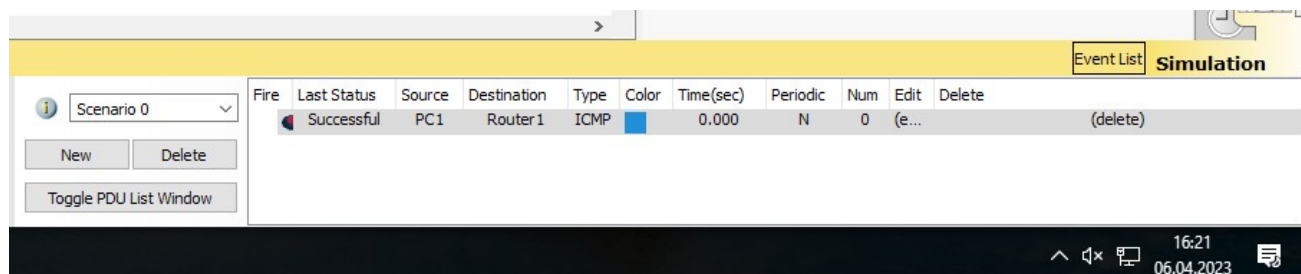 Event List Simulation
Scenario 0
New Delete
Toggle PDU List Window
Fire Last Status Source Destination Type Color Time(sec) Periodic Num Edit Delete
Successful PC1 Router1 ICMP 0.000 N 0 (e... (delete)
16:21
06.04.2023